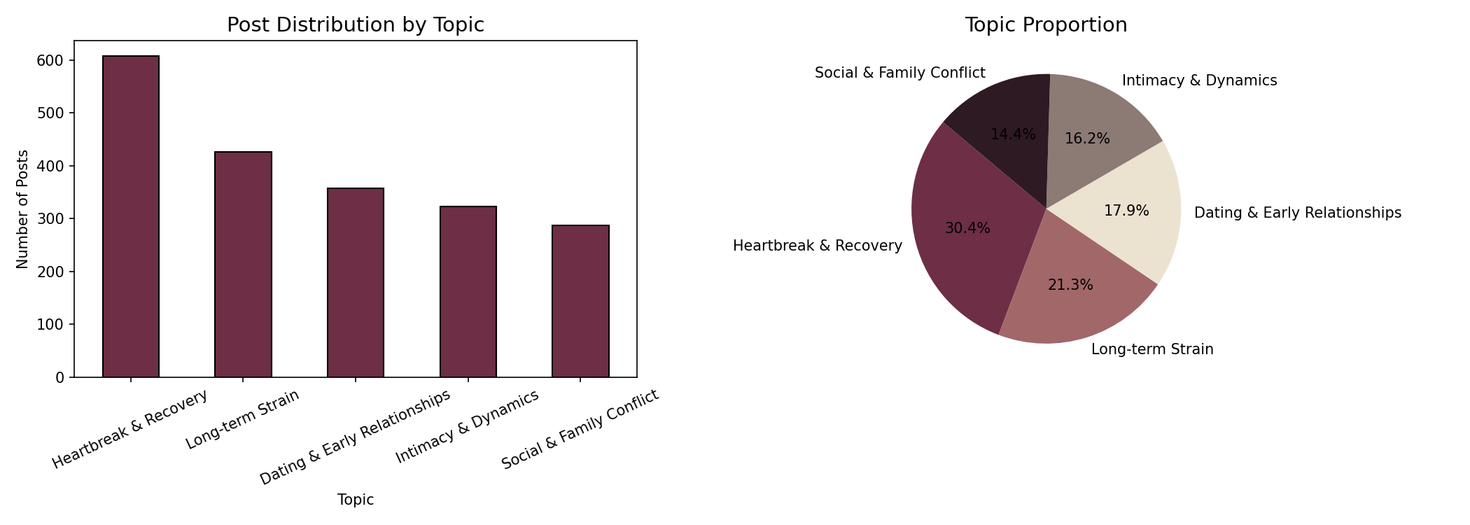 Post Distribution by Topic
Number of Posts
600
500
400
300
200
100
0
Heartbreak & Recovery
Long-term Strain
Dating & Early Relationships
Intimacy & Dynamics
Social & Family Conflict
Topic
Topic Proportion
Social & Family Conflict
Intimacy & Dynamics
14.4%
16.2%
17.9%
Dating & Early Relationships
30.4%
Heartbreak & Recovery
21.3%
Long-term Strain